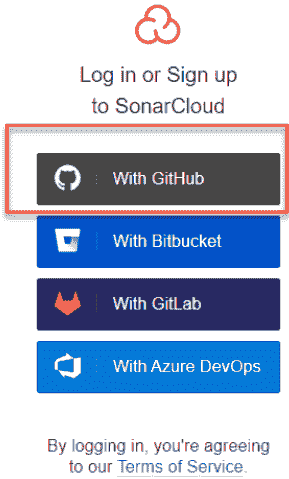 Log in or Sign up
to SonarCloud
With GitHub
With Bitbucket
With GitLab
With Azure DevOps
By logging in, you're agreeing
to our Terms of Service.